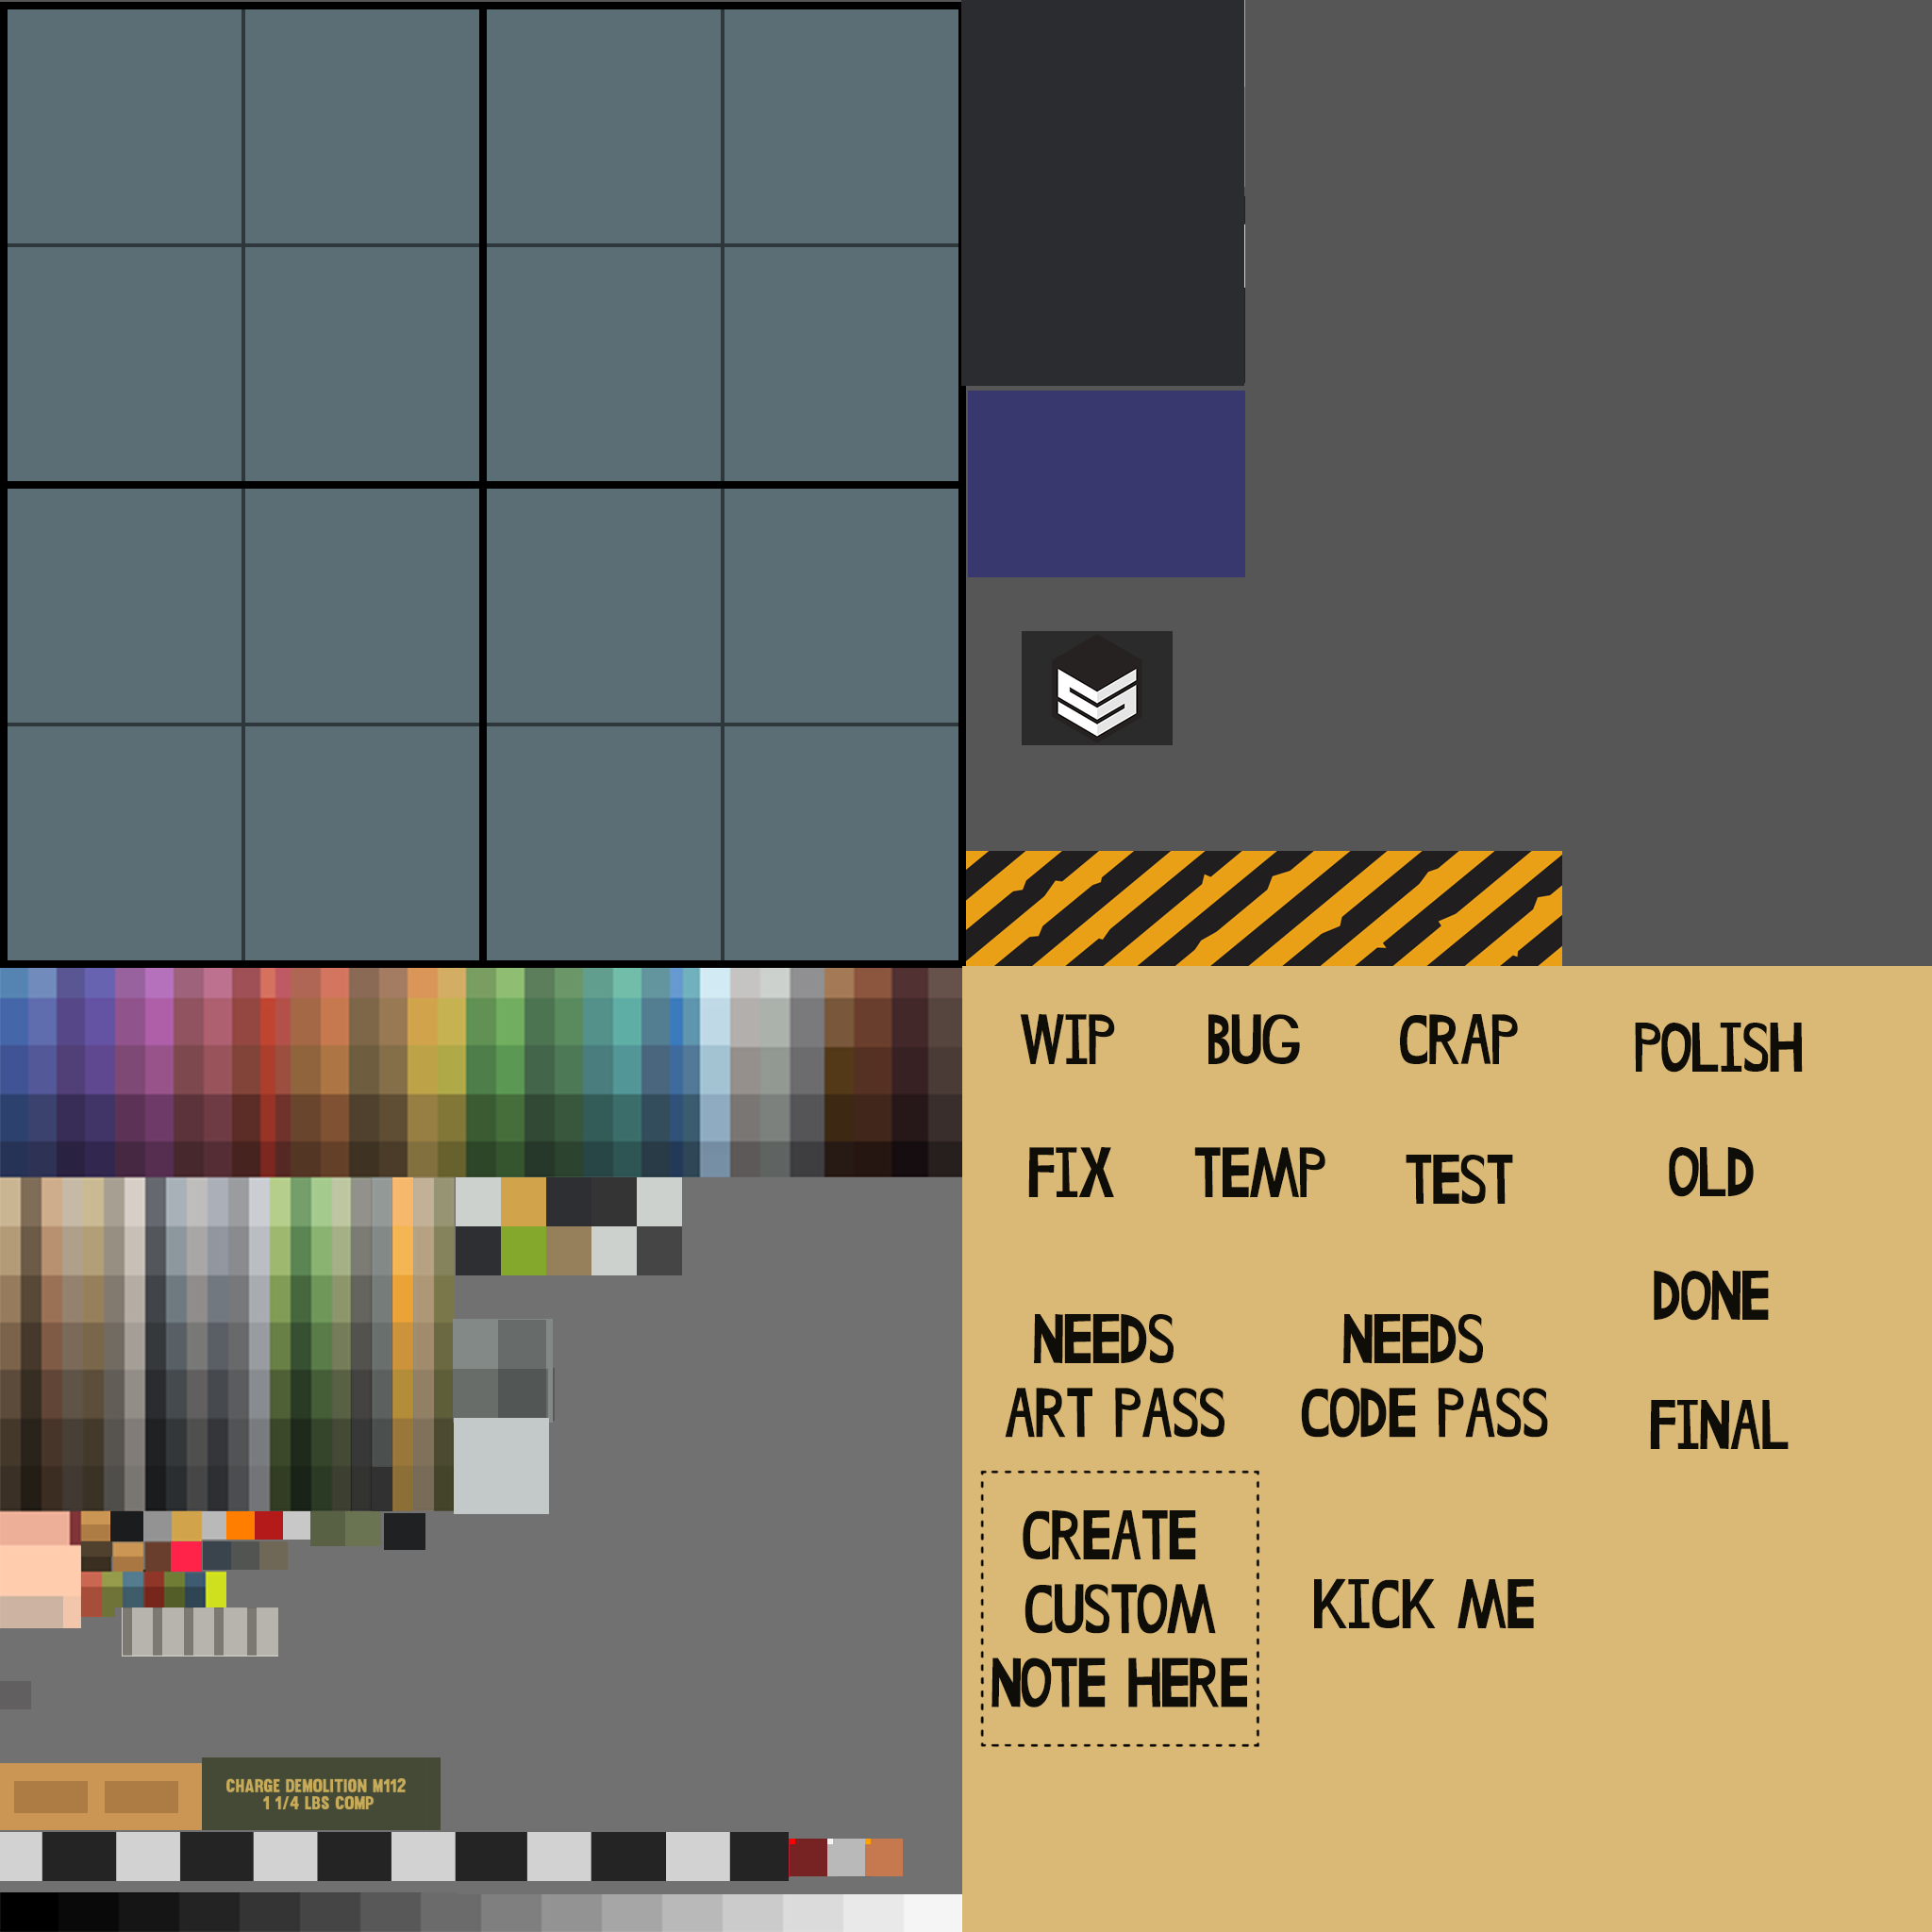 WIP
BUG
CRAP
POLISH
FIX
TEMP
TEST
OLD
DONE
NEEDS
ART PASS
NEEDS
CODE PASS
FINAL
CREATE
CUSTOM
NOTE HERE
KICK ME
CHARGE DEMOLITION M112
1 1/4 LBS COMP